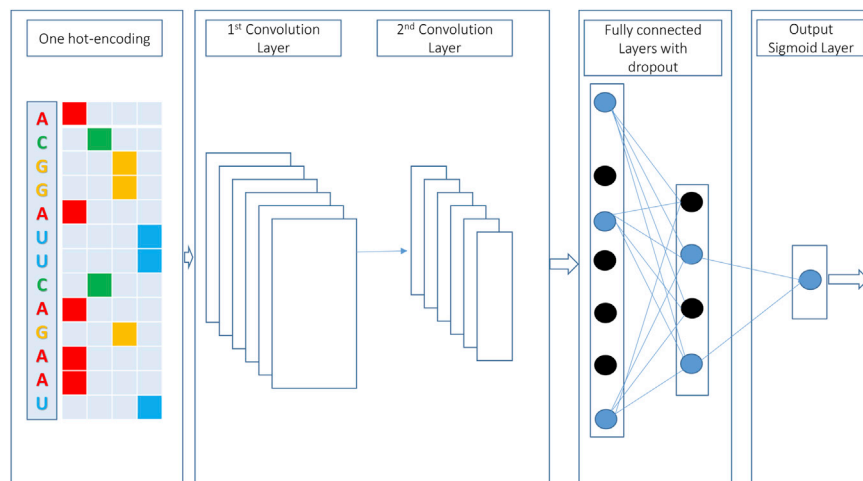 One hot-encoding
1st Convolution
Layer
2nd Convolution
Layer
Fully connected
Layers with
dropout
Output
Sigmoid Layer
A
C
G
G
A
U
U
C
A
G
A
A
U